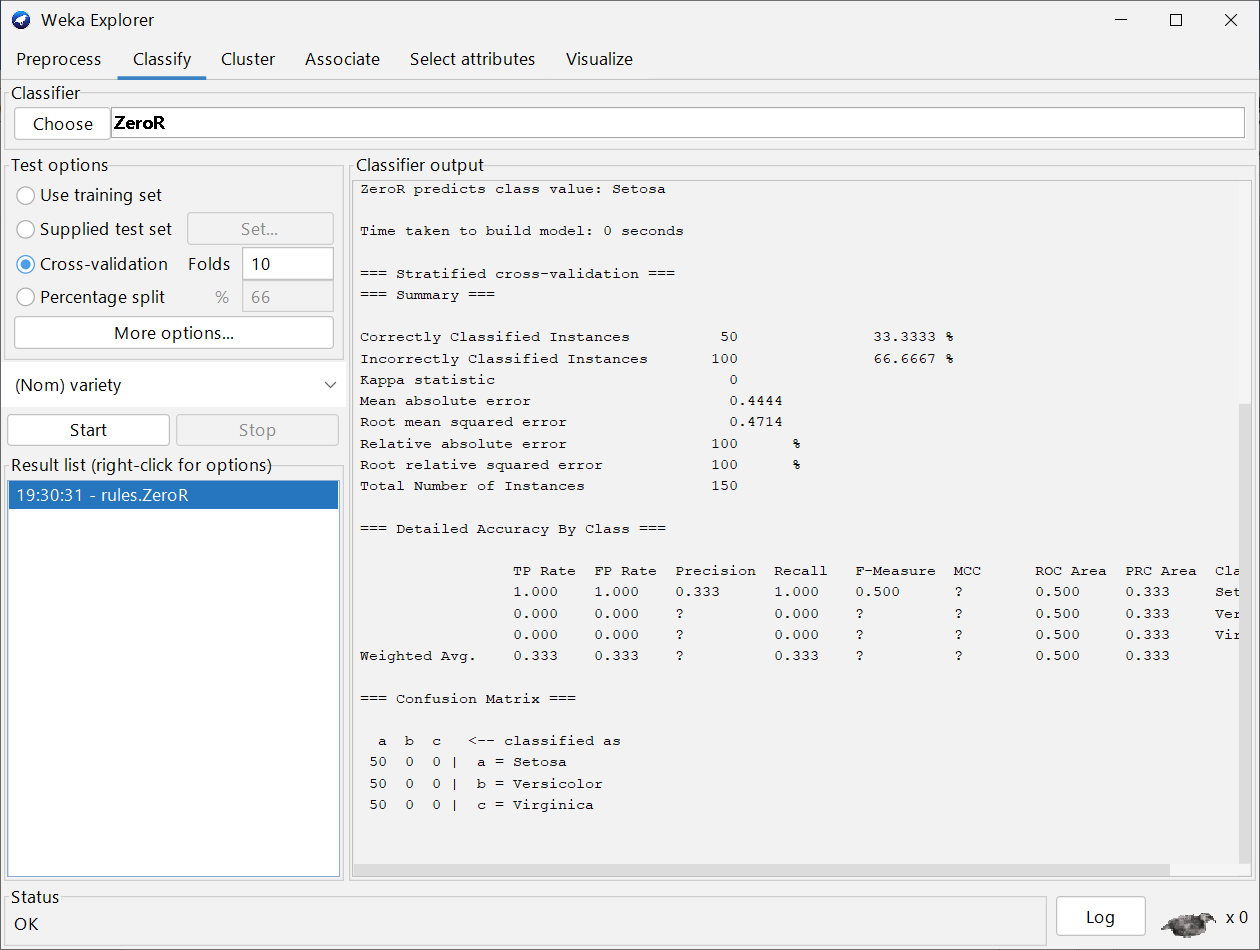 Weka Explorer
Preprocess Classify Cluster Associate Select attributes Visualize
Classifier
Choose ZeroR
Test options
Use training set
Supplied test set Set...
Cross-validation Folds 10
Percentage split % 66
More options...
(Nom) variety
Start Stop
Result list (right-click for options)
19:30:31 - rules.ZeroR
Classifier output
ZeroR predicts class value: Setosa
Time taken to build model: 0 seconds
=== Stratified cross-validation ===
=== Summary ===
Correctly Classified Instances 50 33.3333 %
Incorrectly Classified Instances 100 66.6667 %
Kappa statistic 0
Mean absolute error 0.4444
Root mean squared error 0.4714
Relative absolute error 100 %
Root relative squared error 100 %
Total Number of Instances 150
=== Detailed Accuracy By Class ===
TP Rate FP Rate Precision Recall F-Measure MCC ROC Area PRC Area Cla
1.000 1.000 0.333 1.000 0.500 ? 0.500 0.333 Set
0.000 0.000 ? 0.000 ? ? 0.500 0.333 Ver
0.000 0.000 ? 0.000 ? ? 0.500 0.333 Vir
Weighted Avg. 0.333 0.333 ? 0.333 ? ? 0.500 0.333
=== Confusion Matrix ===
a b c <-- classified as
50 0 0 | a = Setosa
50 0 0 | b = Versicolor
50 0 0 | c = Virginica
Status
OK
Log x 0